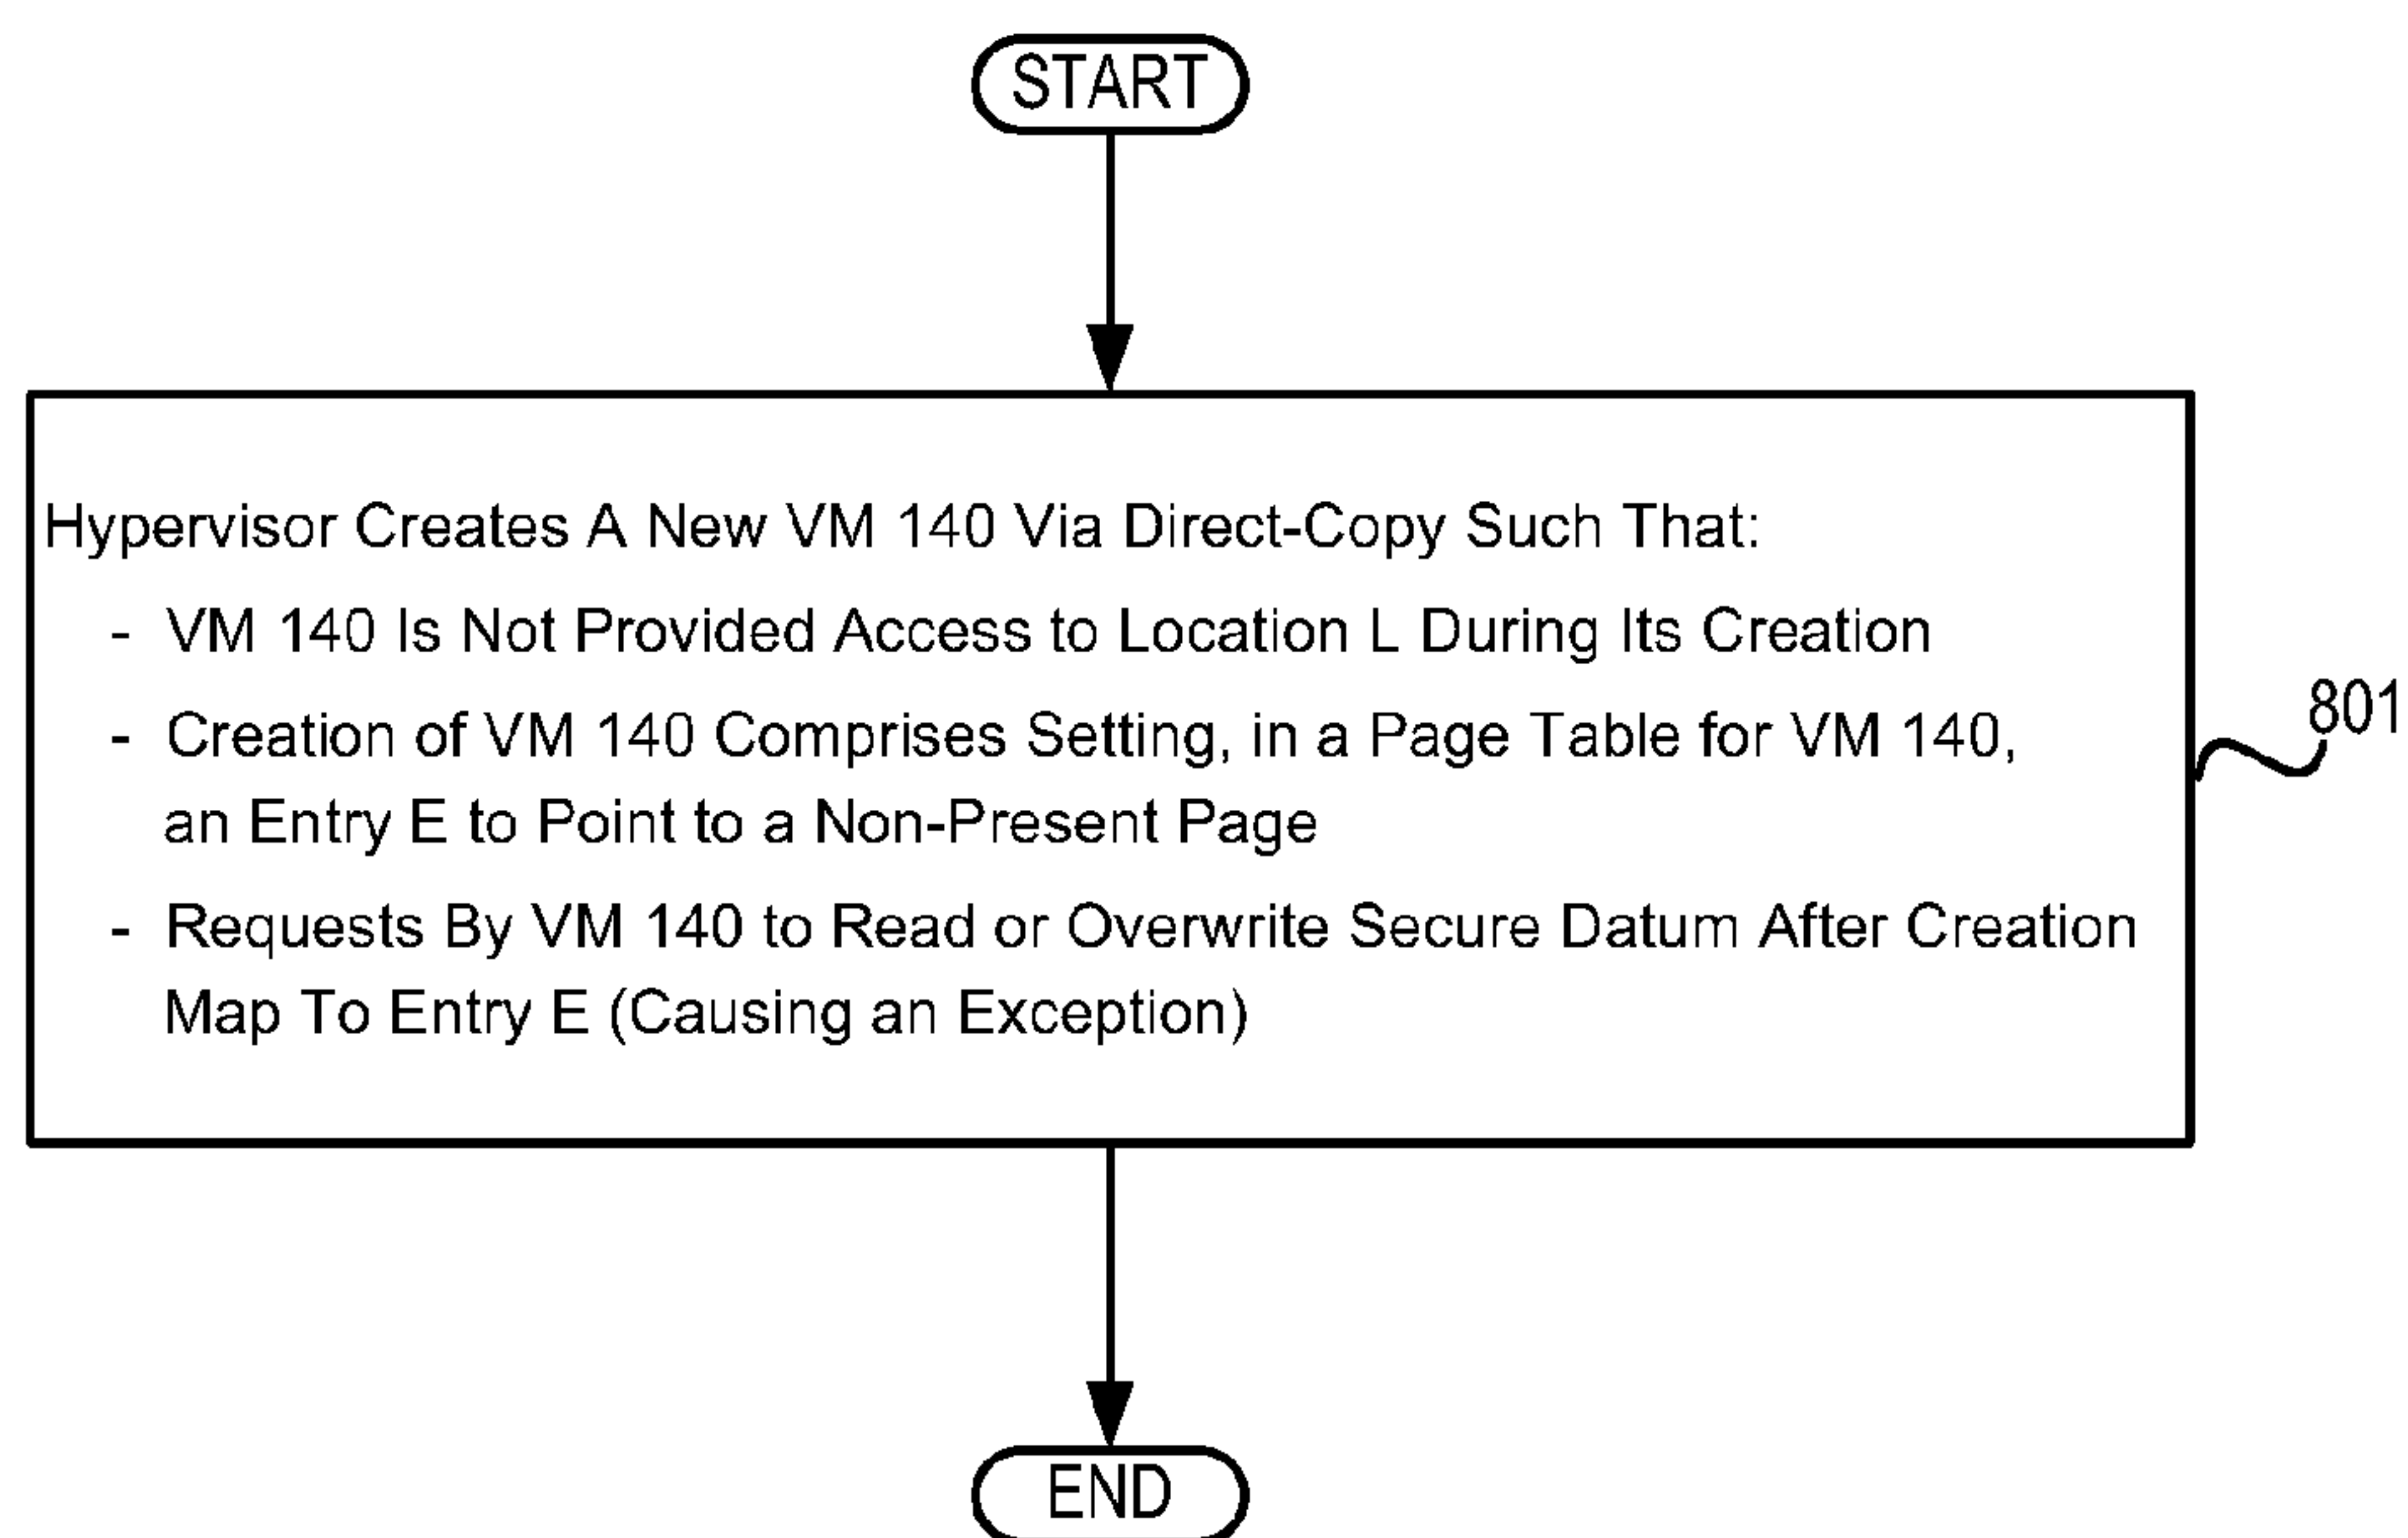 START
Hypervisor Creates A New VM 140 Via Direct-Copy Such That:
- VM 140 Is Not Provided Access to Location L During Its Creation
- Creation of VM 140 Comprises Setting, in a Page Table for VM 140,
an Entry E to Point to a Non-Present Page
801
- Requests By VM 140 to Read or Overwrite Secure Datum After Creation
Map To Entry E (Causing an Exception)
END